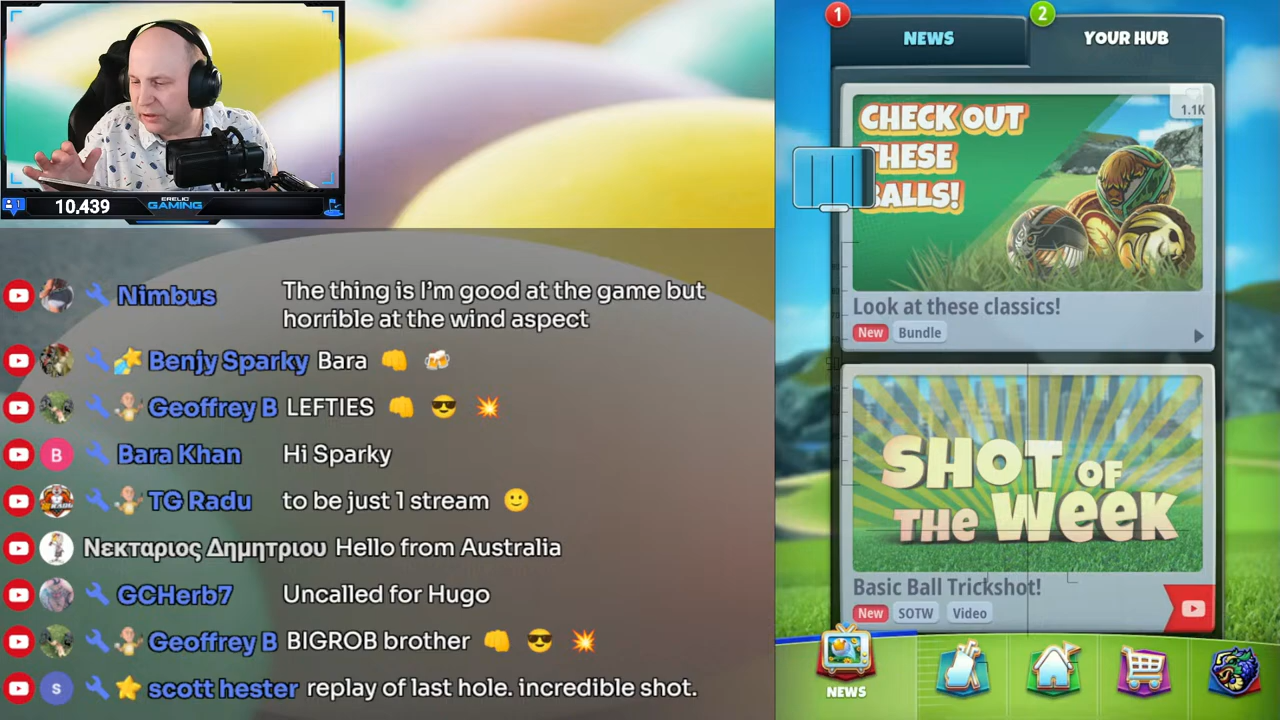 1
10,439
ERELIC
GAMING
Nimbus The thing is I'm good at the game but
horrible at the wind aspect
Benjy Sparky Bara
Geoffrey B LEFTIES
Bara Khan Hi Sparky
B
TG Radu to be just 1 stream
Νεκταριος Δημητριου Hello from Australia
GCHerb7 Uncalled for Hugo
Geoffrey B BIGROB brother
s
scott hester replay of last hole. incredible shot.
1
NEWS
2
YOUR HUB
CHECK OUT
THESE
BALLS!
1.1K
Look at these classics!
New Bundle
SHOT OF
THE WEEK
Basic Ball Trickshot!
New SOTW Video
NEWS